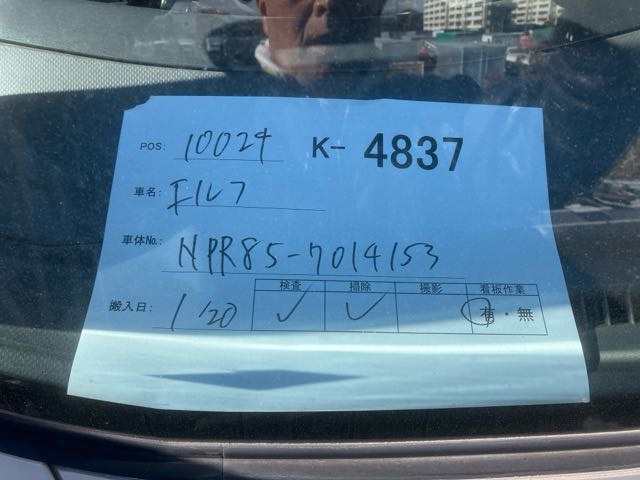 POS: 10024 K- 4837
車名: エルフ
車体No.: NPR85-7014153
検査 掃除 撮影 看板作業
搬入日: 1/20 ✓ ✓ 有・無